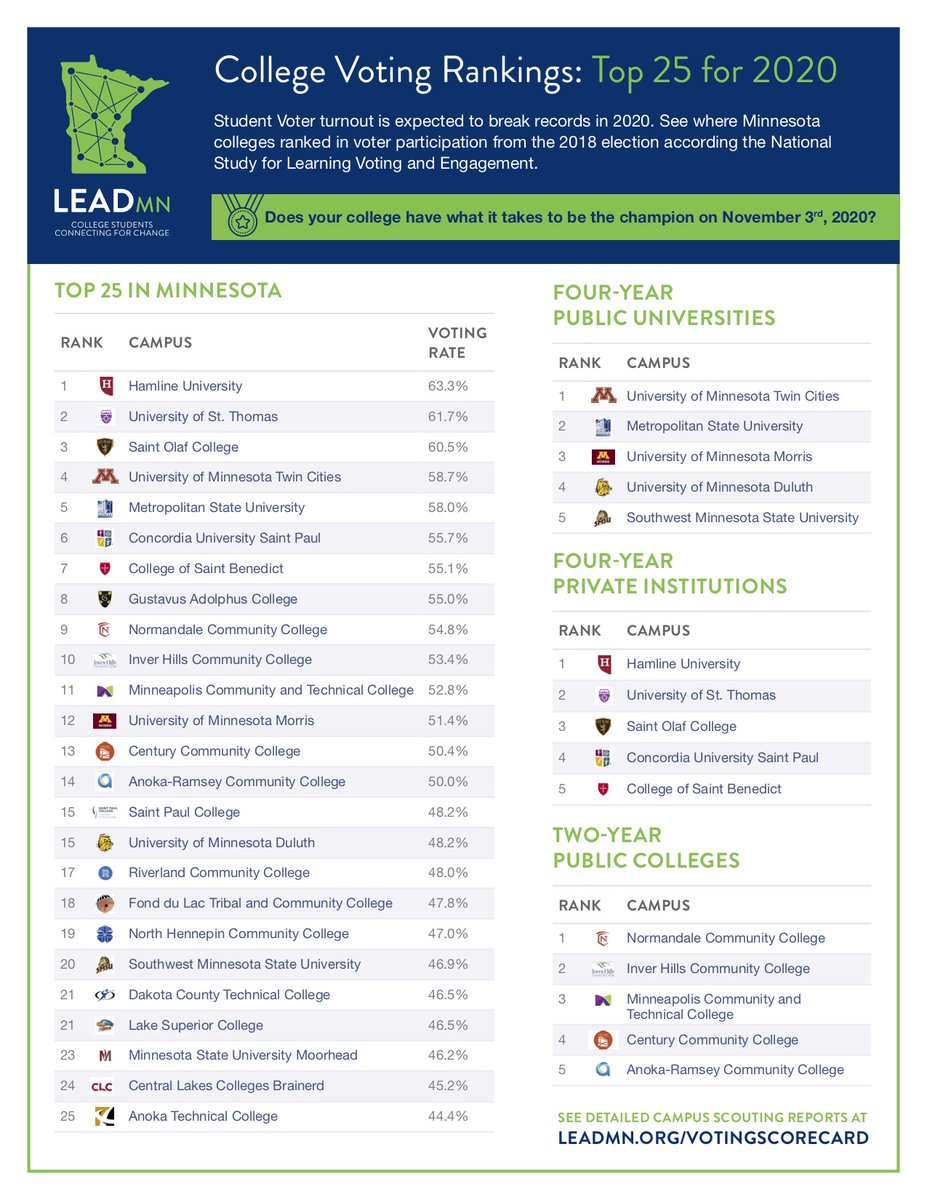 College Voting Rankings: Top 25 for 2020
Student Voter turnout is expected to break records in 2020. See where Minnesota
colleges ranked in voter participation from the 2018 election according the National
Study for Learning Voting and Engagement.
LEADMN
COLLEGE STUDENTS
CONNECTING FOR CHANGE
Does your college have what it takes to be the champion on November 3rd, 2020?
TOP 25 IN MINNESOTA
RANK CAMPUS VOTING RATE
1 Hamline University 63.3%
2 University of St. Thomas 61.7%
3 Saint Olaf College 60.5%
4 University of Minnesota Twin Cities 58.7%
5 Metropolitan State University 58.0%
6 Concordia University Saint Paul 55.7%
7 College of Saint Benedict 55.1%
8 Gustavus Adolphus College 55.0%
9 Normandale Community College 54.8%
10 Inver Hills Community College 53.4%
11 Minneapolis Community and Technical College 52.8%
12 University of Minnesota Morris 51.4%
13 Century Community College 50.4%
14 Anoka-Ramsey Community College 50.0%
15 Saint Paul College 48.2%
15 University of Minnesota Duluth 48.2%
17 Riverland Community College 48.0%
18 Fond du Lac Tribal and Community College 47.8%
19 North Hennepin Community College 47.0%
20 Southwest Minnesota State University 46.9%
21 Dakota County Technical College 46.5%
21 Lake Superior College 46.5%
23 Minnesota State University Moorhead 46.2%
24 CLC Central Lakes Colleges Brainerd 45.2%
25 Anoka Technical College 44.4%
FOUR-YEAR
PUBLIC UNIVERSITIES
RANK CAMPUS
1 University of Minnesota Twin Cities
2 Metropolitan State University
3 University of Minnesota Morris
4 University of Minnesota Duluth
5 Southwest Minnesota State University
FOUR-YEAR
PRIVATE INSTITUTIONS
RANK CAMPUS
1 Hamline University
2 University of St. Thomas
3 Saint Olaf College
4 Concordia University Saint Paul
5 College of Saint Benedict
TWO-YEAR
PUBLIC COLLEGES
RANK CAMPUS
1 Normandale Community College
2 Inver Hills Community College
3 Minneapolis Community and
Technical College
4 Century Community College
5 Anoka-Ramsey Community College
SEE DETAILED CAMPUS SCOUTING REPORTS AT
LEADMN.ORG/VOTINGSCORECARD